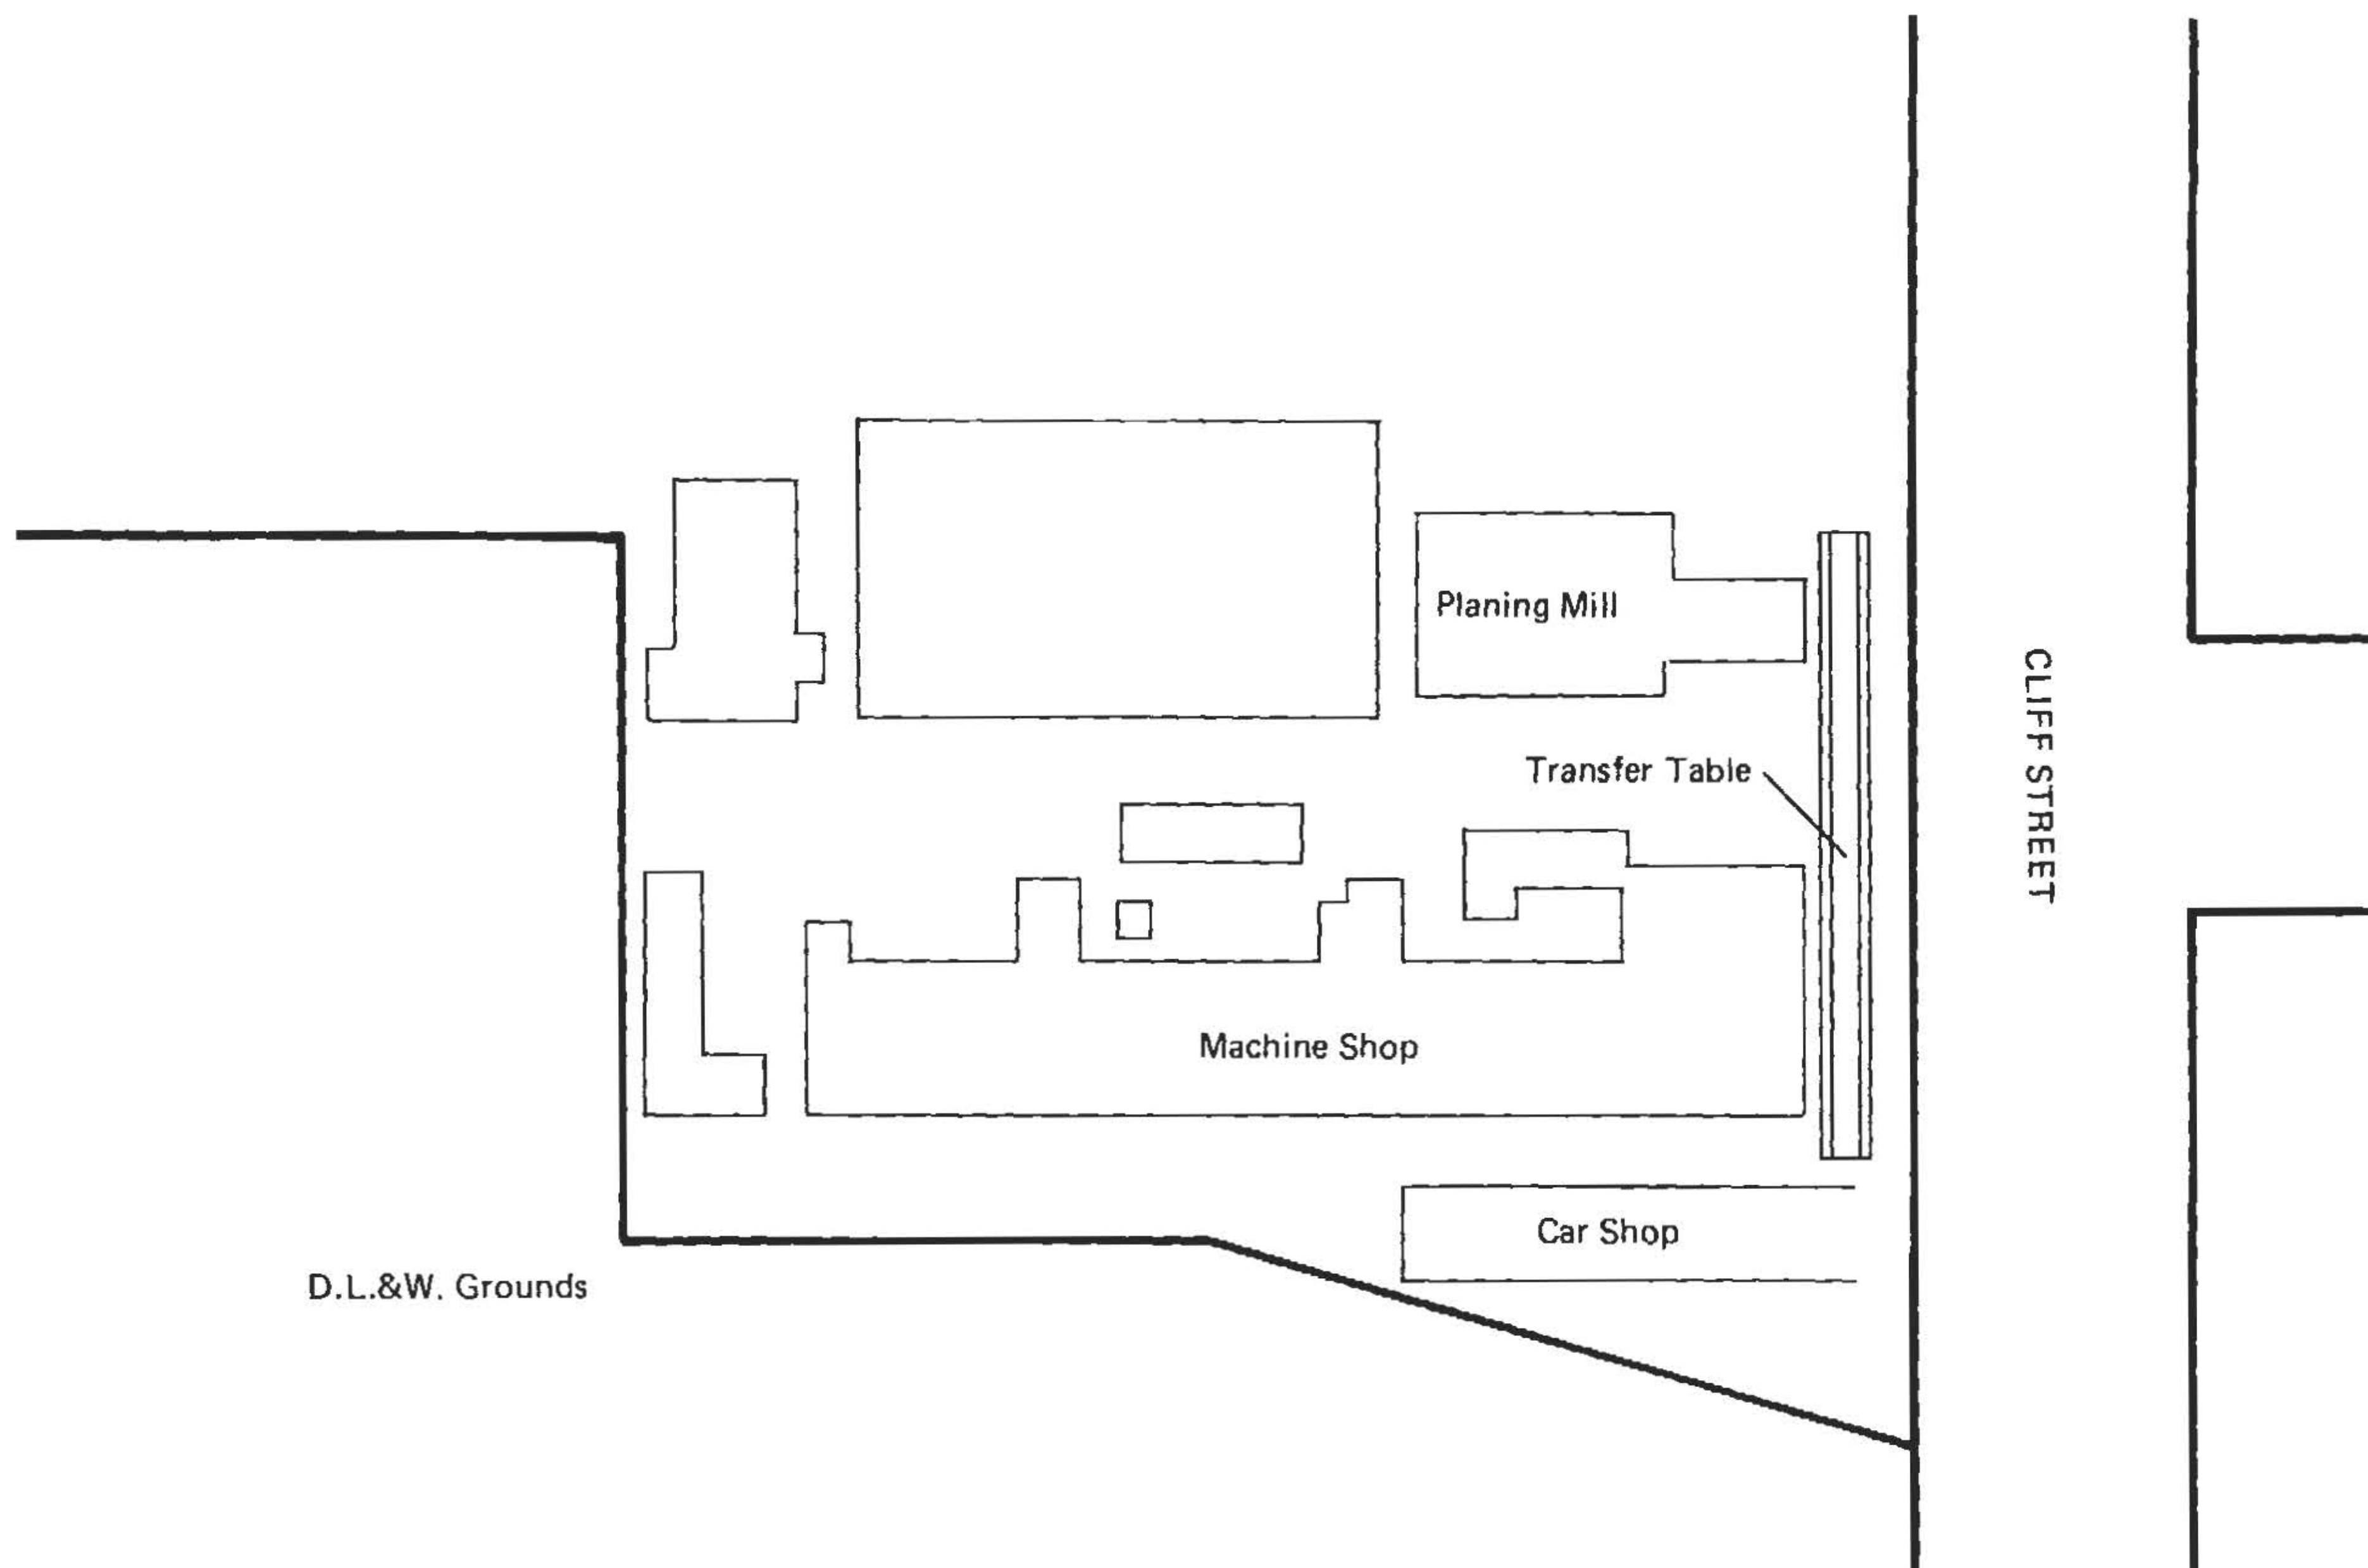 Planing Mill
Transfer Table
CLIFF STREET
Machine Shop
Car Shop
D.L.&W. Grounds